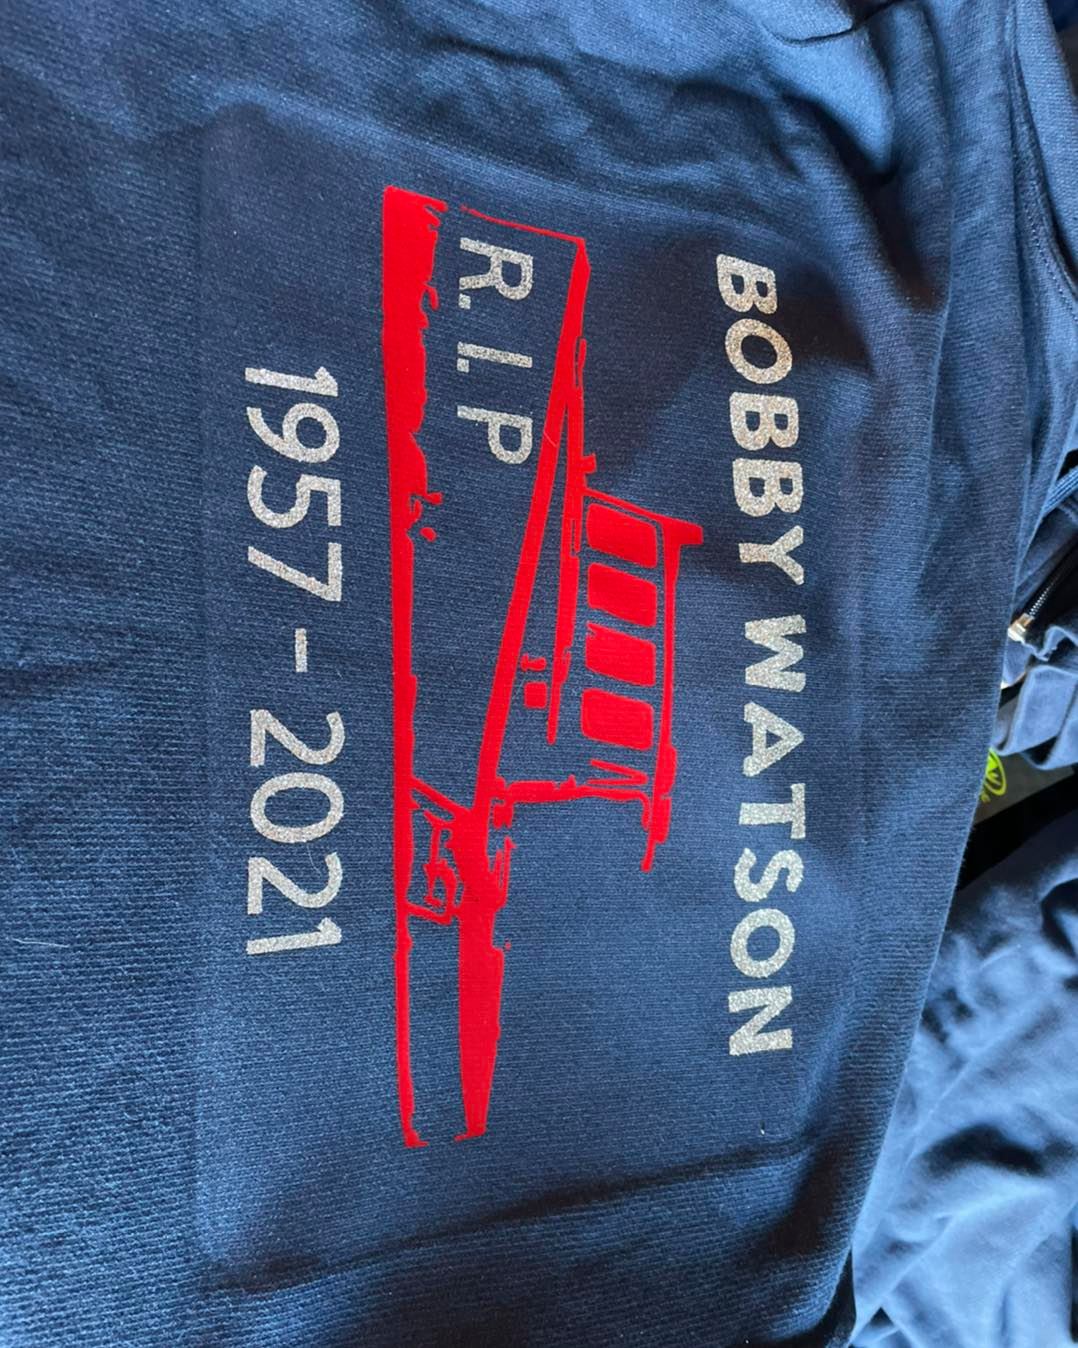 BOBBY WATSON
R.I.P
1957 - 2021